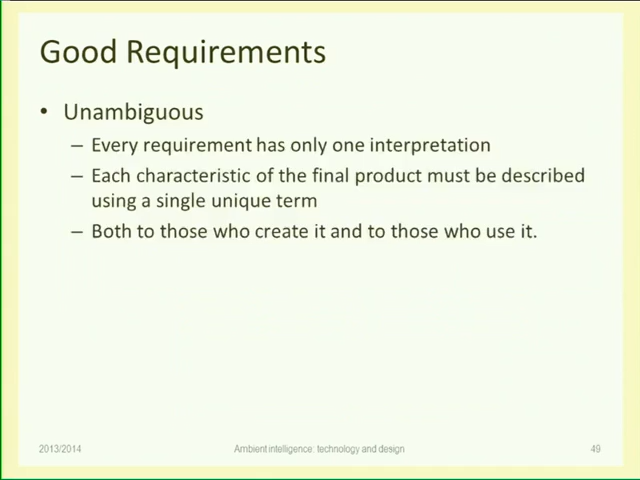 Good Requirements
• Unambiguous
– Every requirement has only one interpretation
– Each characteristic of the final product must be described
using a single unique term
– Both to those who create it and to those who use it.
2013/2014
Ambient intelligence: technology and design
49